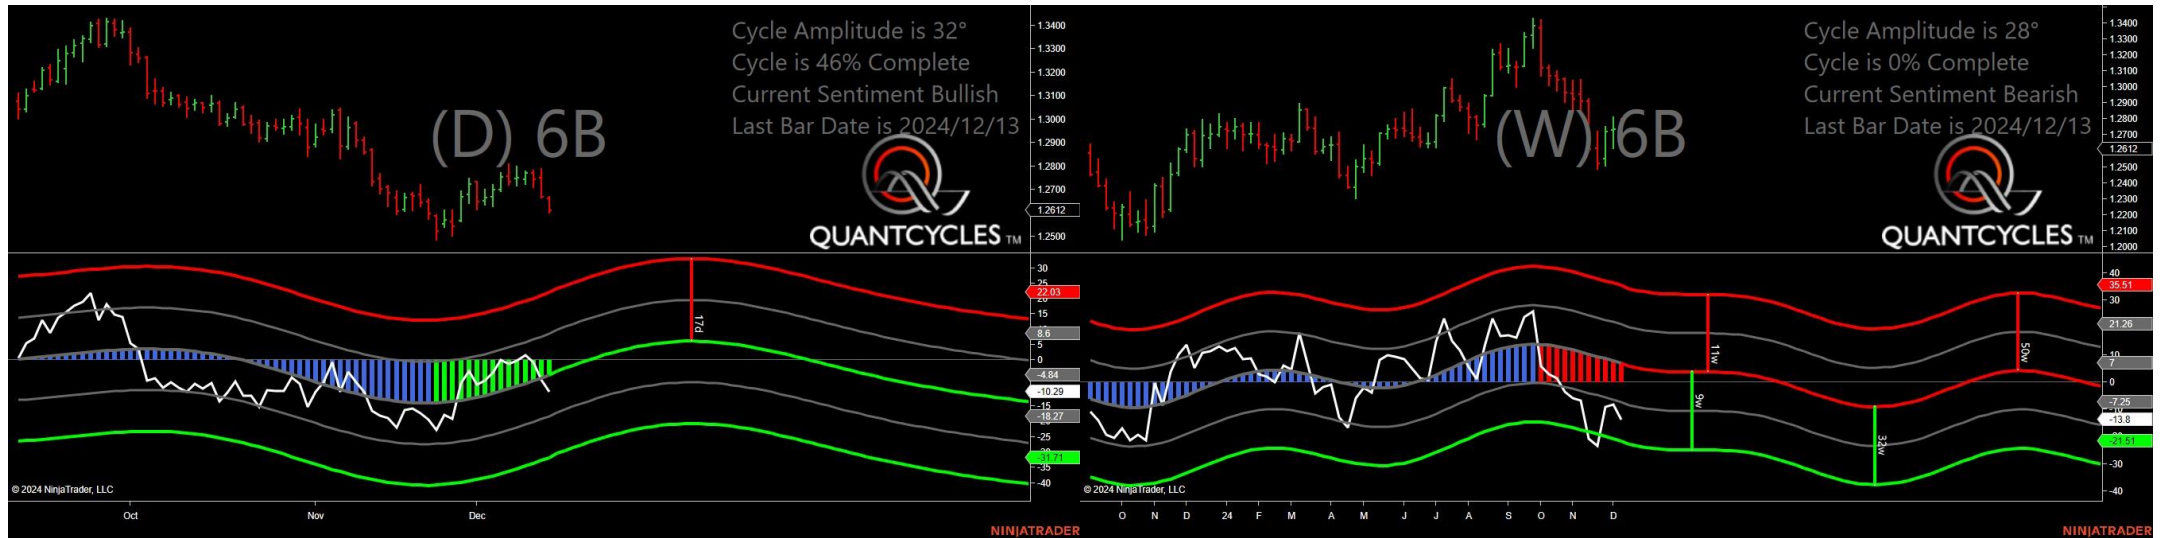 Cycle Amplitude is 32°
Cycle is 46% Complete
Current Sentiment Bullish
Last Bar Date is 2024/12/13
(D) 6B
QUANTCYCLES TM
1.3400
1.3300
1.3200
1.3100
1.3000
1.2900
1.2800
1.2700
1.2612
1.2500
30
25
22.03
15
8.6
5
0
-4.84
-10.29
-15
-18.27
-25
-31.71
-35
-40
17d
© 2024 NinjaTrader, LLC
Oct Nov Dec
NINJATRADER
Cycle Amplitude is 28°
Cycle is 0% Complete
Current Sentiment Bearish
Last Bar Date is 2024/12/13
(W) 6B
QUANTCYCLES TM
1.3400
1.3300
1.3200
1.3100
1.3000
1.2900
1.2800
1.2700
1.2612
1.2500
1.2400
1.2300
1.2200
1.2100
1.2000
40
35.51
30
21.26
10
7
0
-7.25
-13.8
-21.51
-30
-40
11w
9w
32w
50w
© 2024 NinjaTrader, LLC
O N D 24 F M A M J J A S O N D
NINJATRADER